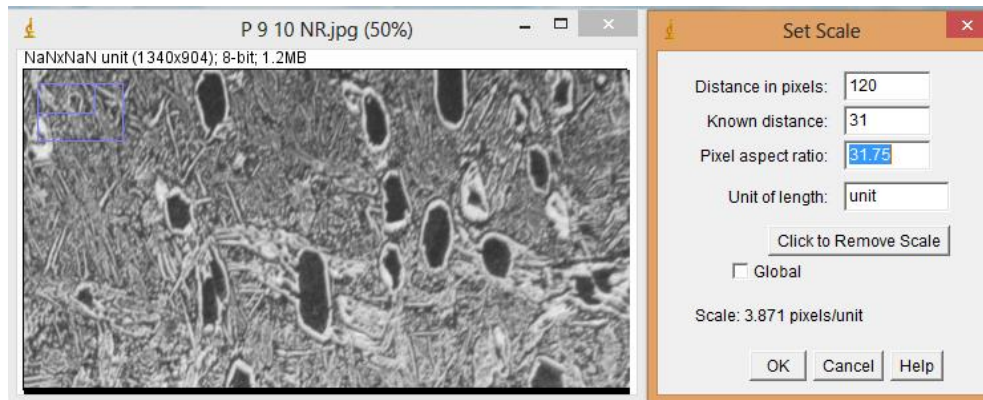 P 9 10 NR.jpg (50%)
NaNxNaN unit (1340x904); 8-bit; 1.2MB
Set Scale
Distance in pixels: 120
Known distance: 31
Pixel aspect ratio: 31.75
Unit of length: unit
Click to Remove Scale
Global
Scale: 3.871 pixels/unit
OK Cancel Help